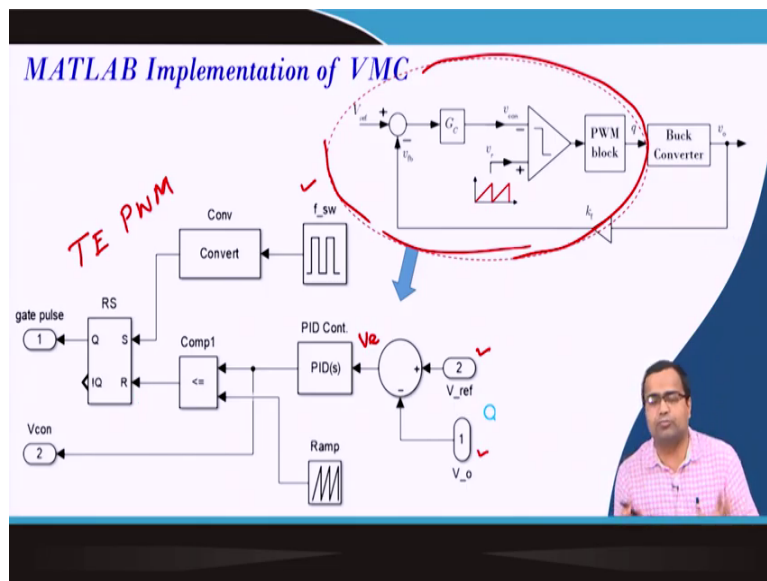 MATLAB Implementation of VMC
V_ref
+
−
G_C
v_con
−
v_r
+
PWM
block
q
Buck
Converter
v_o
v_fb
k_f
TE PWM
f_sw
Conv
Convert
gate pulse
1
RS
Q S
!Q R
Comp1
<=
PID Cont.
PID(s)
Ve
+
−
2
V_ref
Q
1
V_o
Vcon
2
Ramp